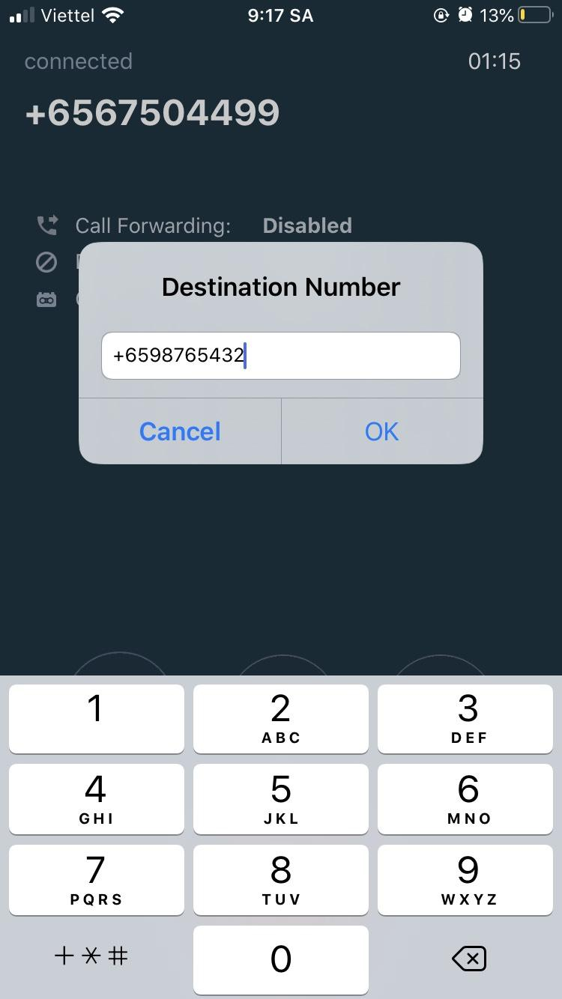 Viettel 9:17 SA 13%
connected 01:15
+6567504499
Call Forwarding: Disabled
Destination Number
+6598765432
Cancel OK
1 2 3
ABC DEF
4 5 6
GHI JKL MNO
7 8 9
PQRS TUV WXYZ
+*# 0